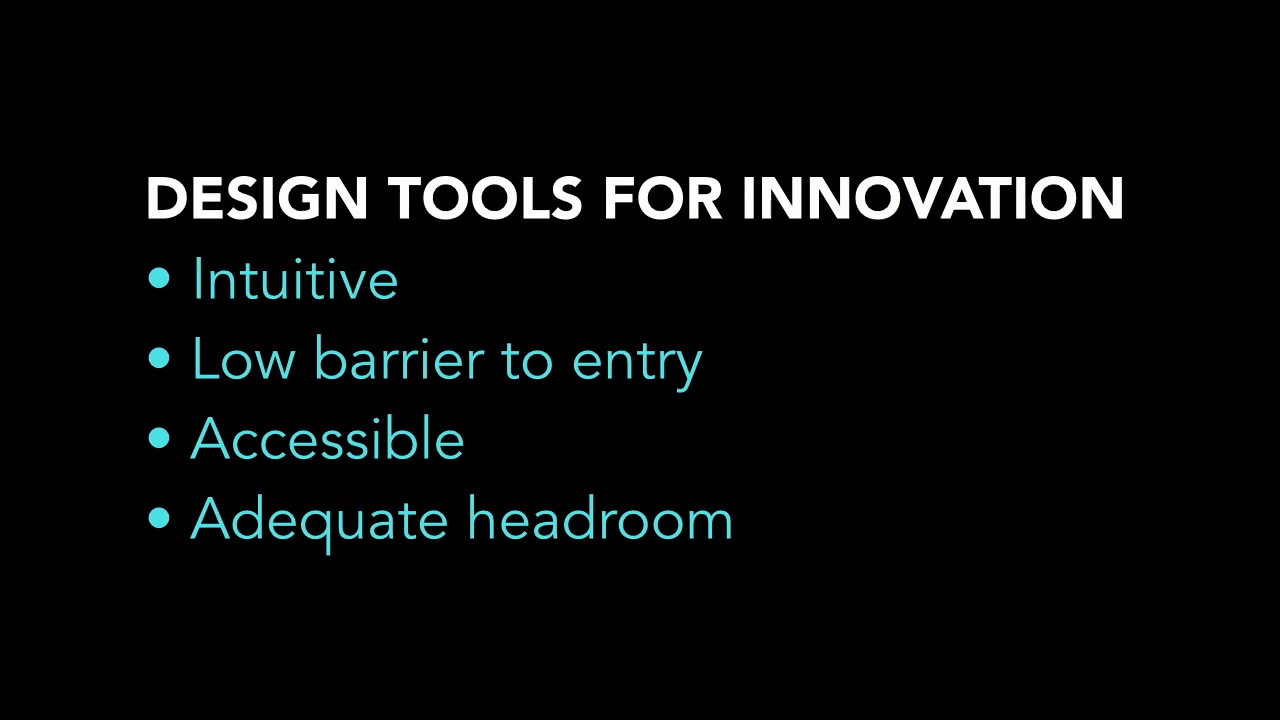 DESIGN TOOLS FOR INNOVATION
• Intuitive
• Low barrier to entry
• Accessible
• Adequate headroom